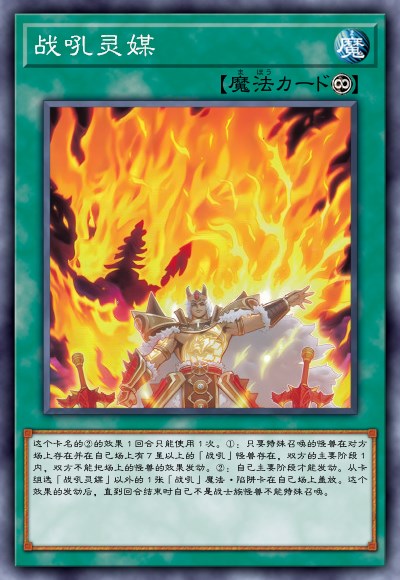 战吼灵媒
魔
【魔法カード】
ま ほう
这个卡名的②的效果1回合只能使用1次。①：只要特殊召唤的怪兽在对方
场上存在并在自己场上有7星以上的「战吼」怪兽存在，双方的主要阶段1
内，双方不能把场上的怪兽的效果发动。②：自己主要阶段才能发动。从卡
组选「战吼灵媒」以外的1张「战吼」魔法·陷阱卡在自己场上盖放。这个
效果的发动后，直到回合结束时自己不是战士族怪兽不能特殊召唤。